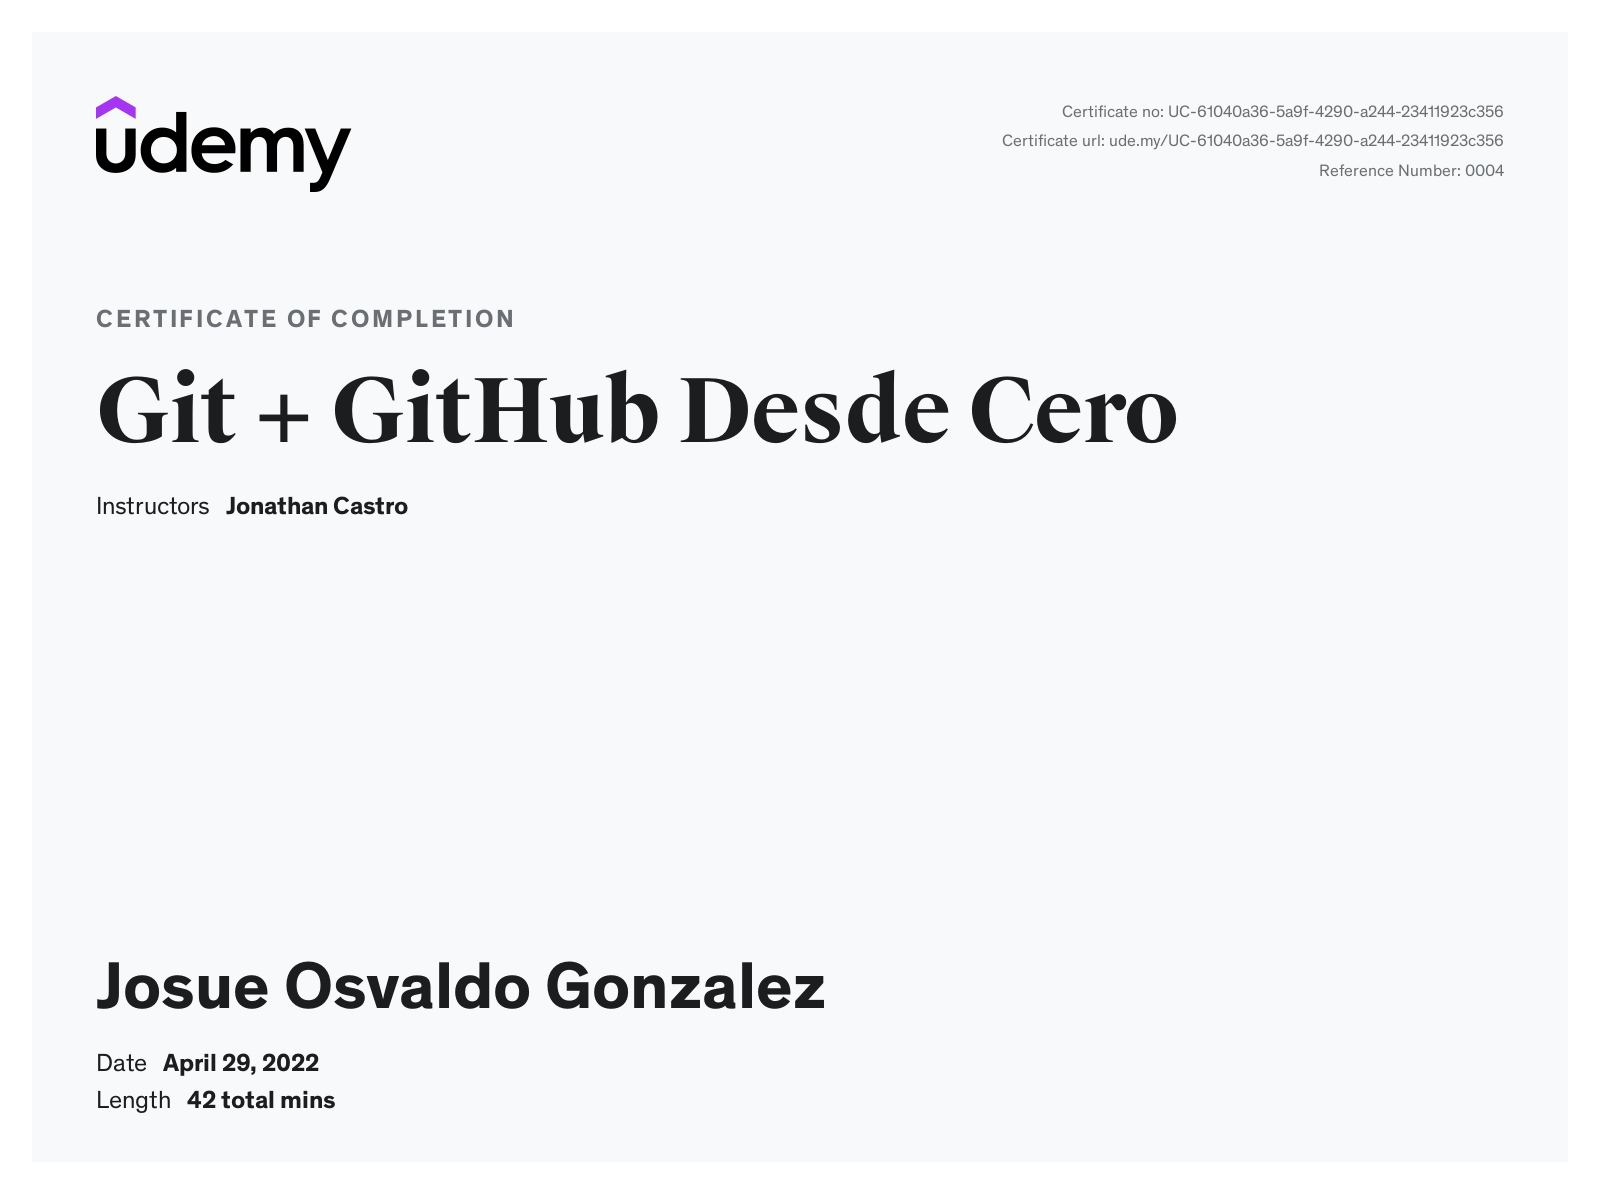 udemy
Certificate no: UC-61040a36-5a9f-4290-a244-23411923c356
Certificate url: ude.my/UC-61040a36-5a9f-4290-a244-23411923c356
Reference Number: 0004
CERTIFICATE OF COMPLETION
Git + GitHub Desde Cero
Instructors Jonathan Castro
Josue Osvaldo Gonzalez
Date April 29, 2022
Length 42 total mins